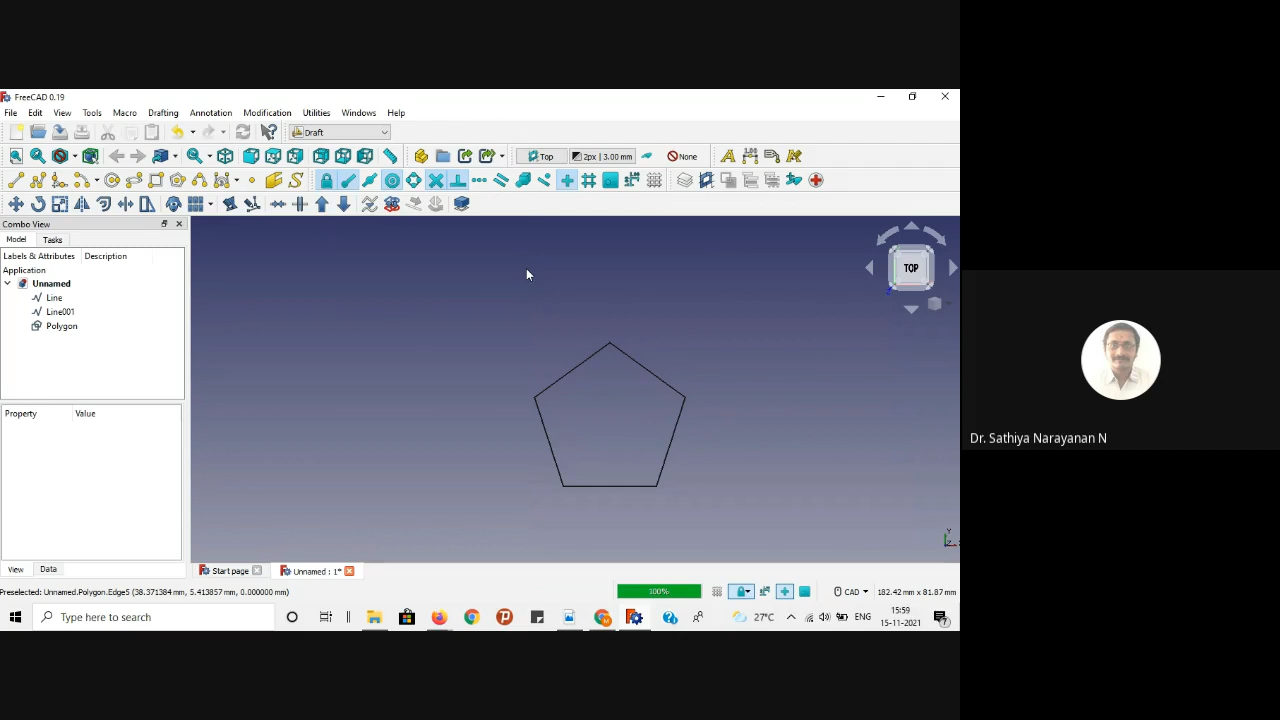 FreeCAD 0.19
File Edit View Tools Macro Drafting Annotation Modification Utilities Windows Help
Draft
Top 2px | 3.00 mm None
Combo View
Model Tasks
Labels & Attributes Description
Application
Unnamed
Line
Line001
Polygon
TOP
Property Value
Dr. Sathiya Narayanan N
Y
View Data
Start page Unnamed : 1*
Preselected: Unnamed.Polygon.Edge5 (38.371384 mm, 5.413857 mm, 0.000000 mm)
100%
CAD
182.42 mm x 81.87 mm
Type here to search
27°C
ENG
15:59
15-11-2021